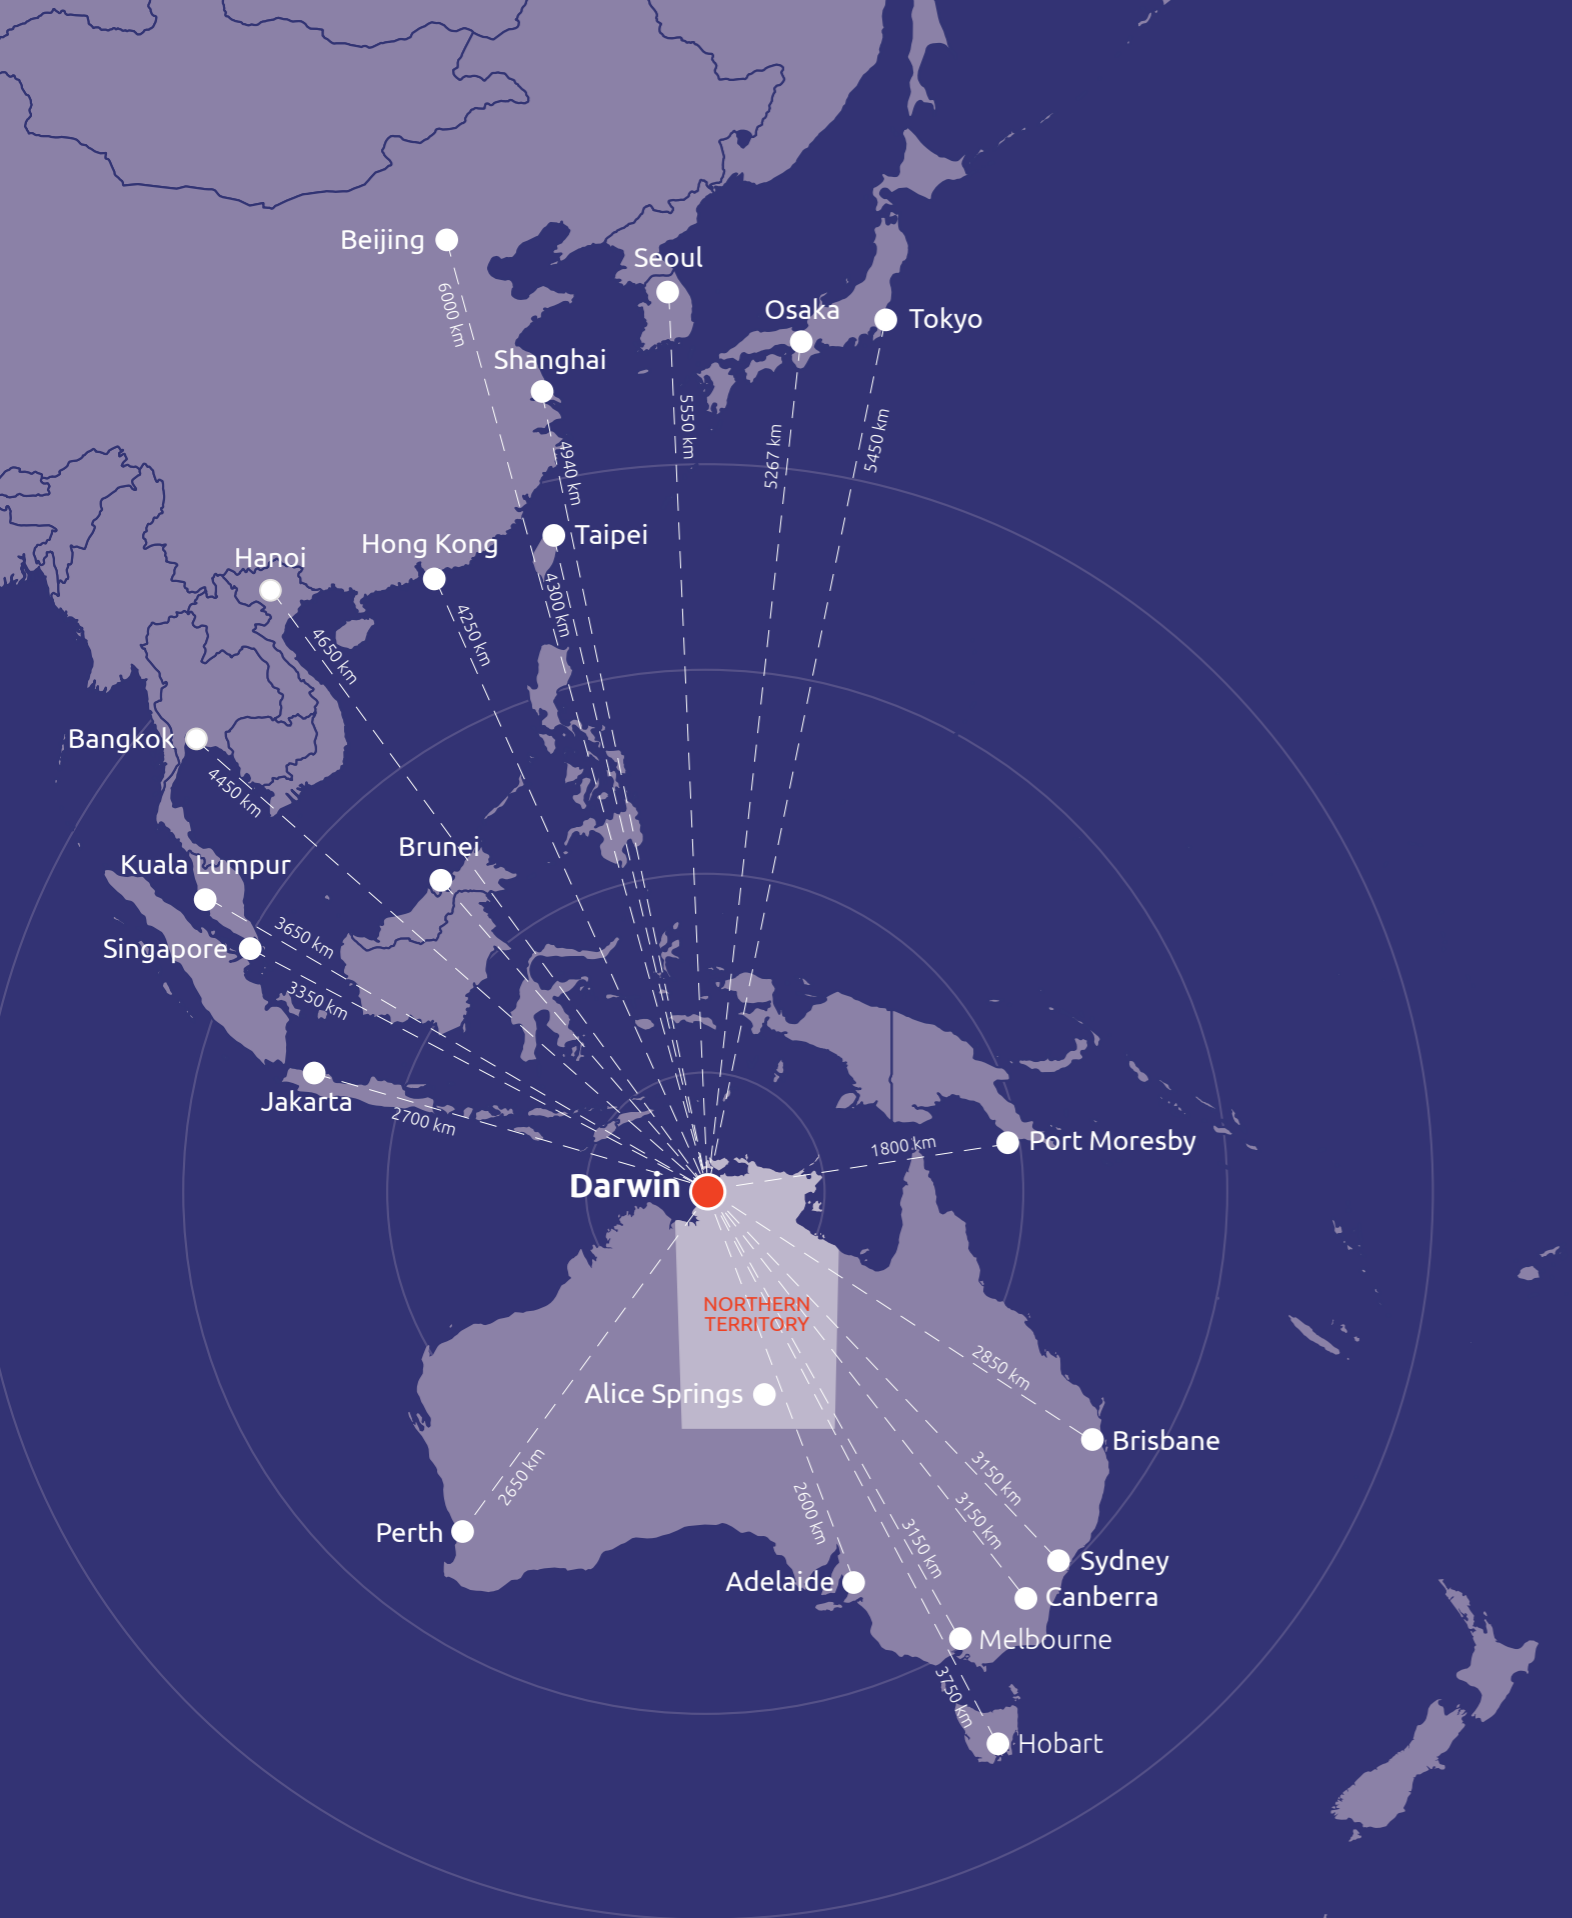 Beijing
6000 km
Seoul
Osaka
Tokyo
Shanghai
5550 km
5267 km
5450 km
4940 km
Taipei
Hong Kong
Hanoi
4300 km
4250 km
4650 km
Bangkok
4450 km
Brunei
Kuala Lumpur
3650 km
Singapore
3350 km
Jakarta
2700 km
1800 km
Port Moresby
Darwin
NORTHERN
TERRITORY
2850 km
Alice Springs
Brisbane
2650 km
3150 km
3150 km
2600 km
3150 km
Perth
Sydney
Adelaide
Canberra
Melbourne
3750 km
Hobart